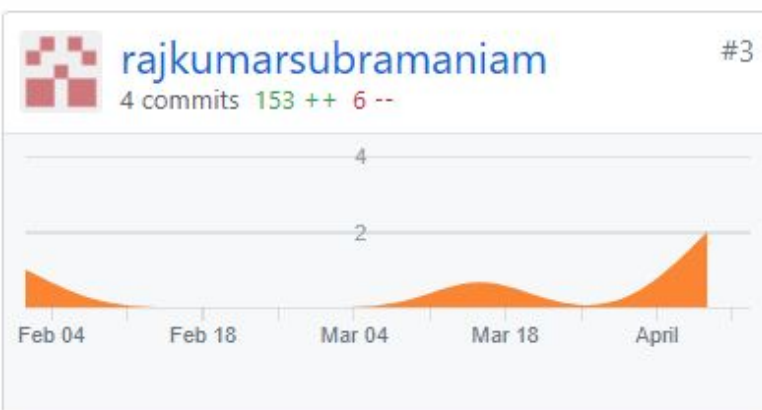 rajkumarsubramaniam #3
4 commits 153 ++ 6 --
4
2
Feb 04 Feb 18 Mar 04 Mar 18 April